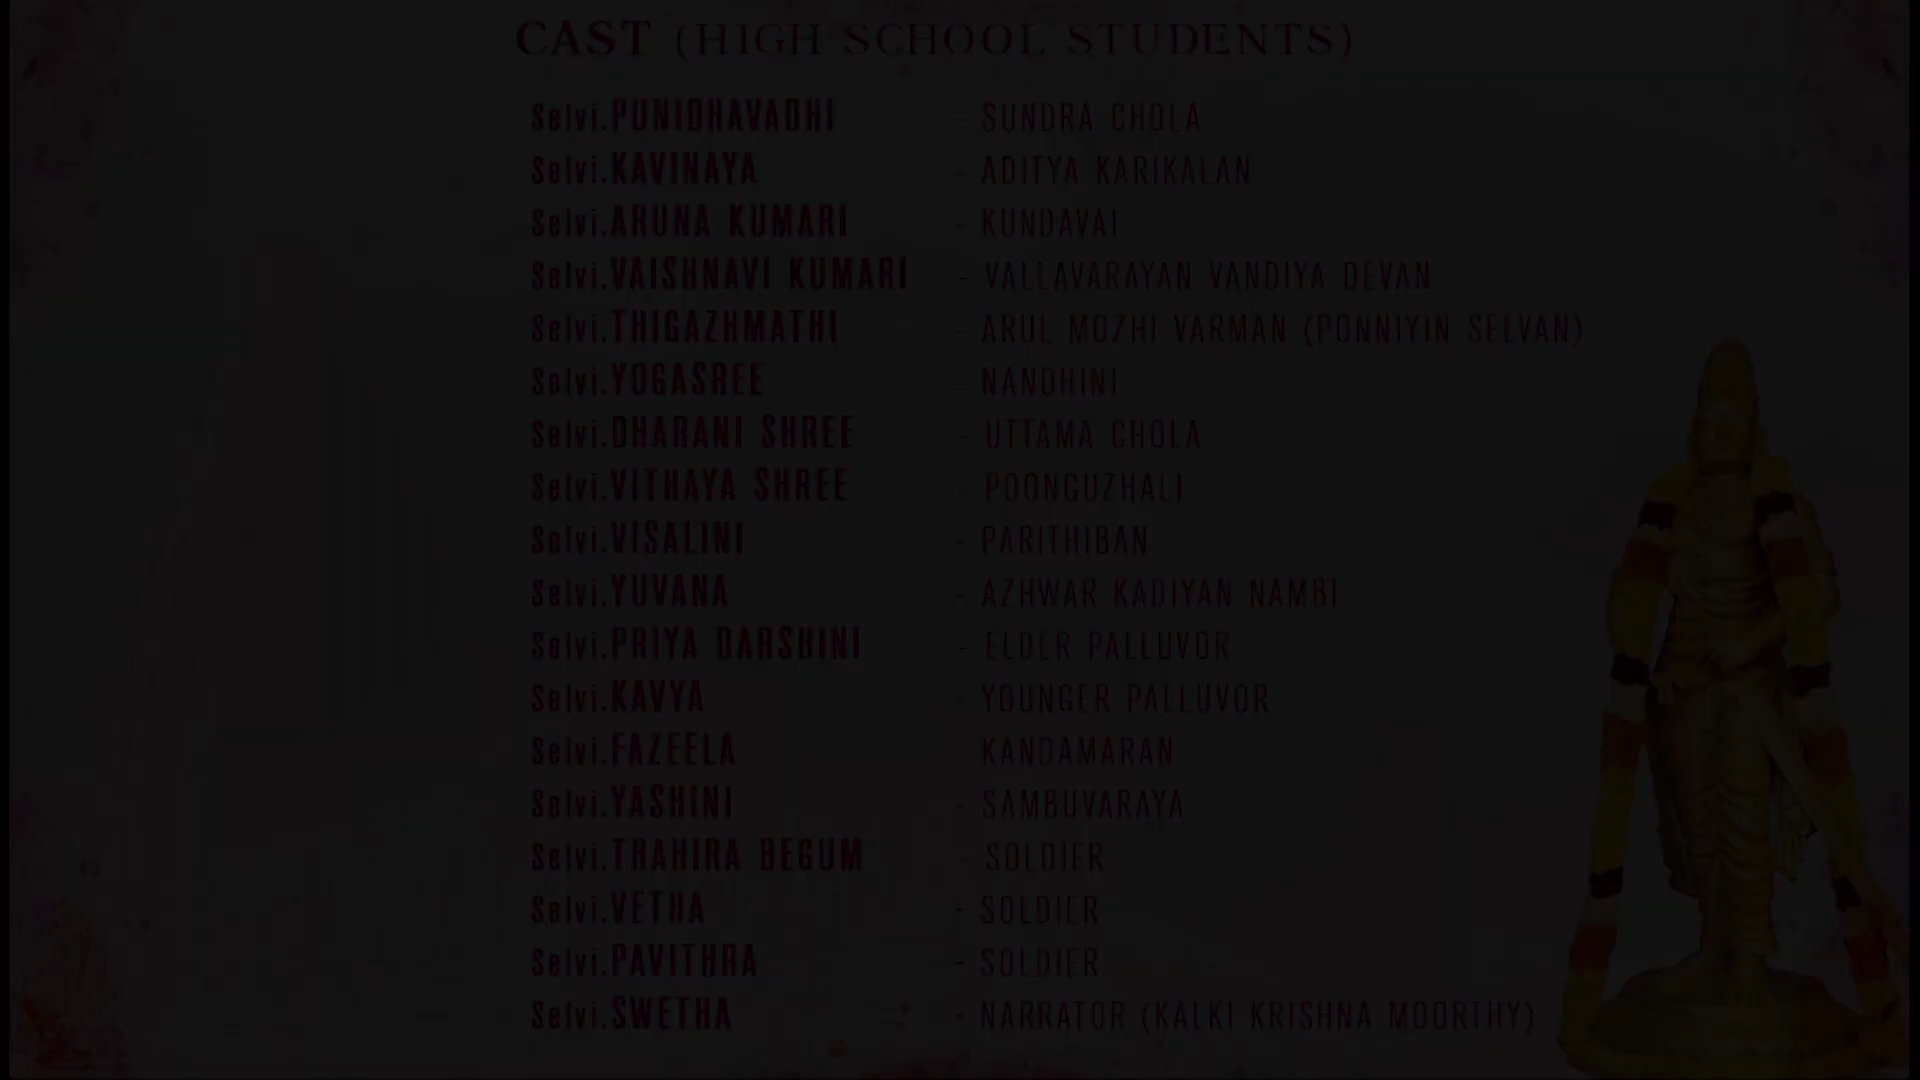 CAST (HIGH SCHOOL STUDENTS)
Selvi.PUNIDHAVADHI - SUNDRA CHOLA
Selvi.KAVINAYA - ADITYA KARIKALAN
Selvi.ARUNA KUMARI - KUNDAVAI
Selvi.VAISHNAVI KUMARI - VALLAVARAYAN VANDIYA DEVAN
Selvi.THIGAZHMATHI - ARUL MOZHI VARMAN (PONNIYIN SELVAN)
Selvi.YOGASREE - NANDHINI
Selvi.DHARANI SHREE - UTTAMA CHOLA
Selvi.VITHAYA SHREE - POONGUZHALI
Selvi.VISALINI - PARITHIBAN
Selvi.YUVANA - AZHWAR KADIYAN NAMBI
Selvi.PRIYA DARSHINI - ELDER PALLUVOR
Selvi.KAVYA - YOUNGER PALLUVOR
Selvi.FAZEELA KANDAMARAN
Selvi.YASHINI - SAMBUVARAYA
Selvi.THAHIRA BEGUM - SOLDIER
Selvi.VETHA - SOLDIER
Selvi.PAVITHRA - SOLDIER
Selvi.SWETHA - NARRATOR (KALKI KRISHNA MOORTHY)